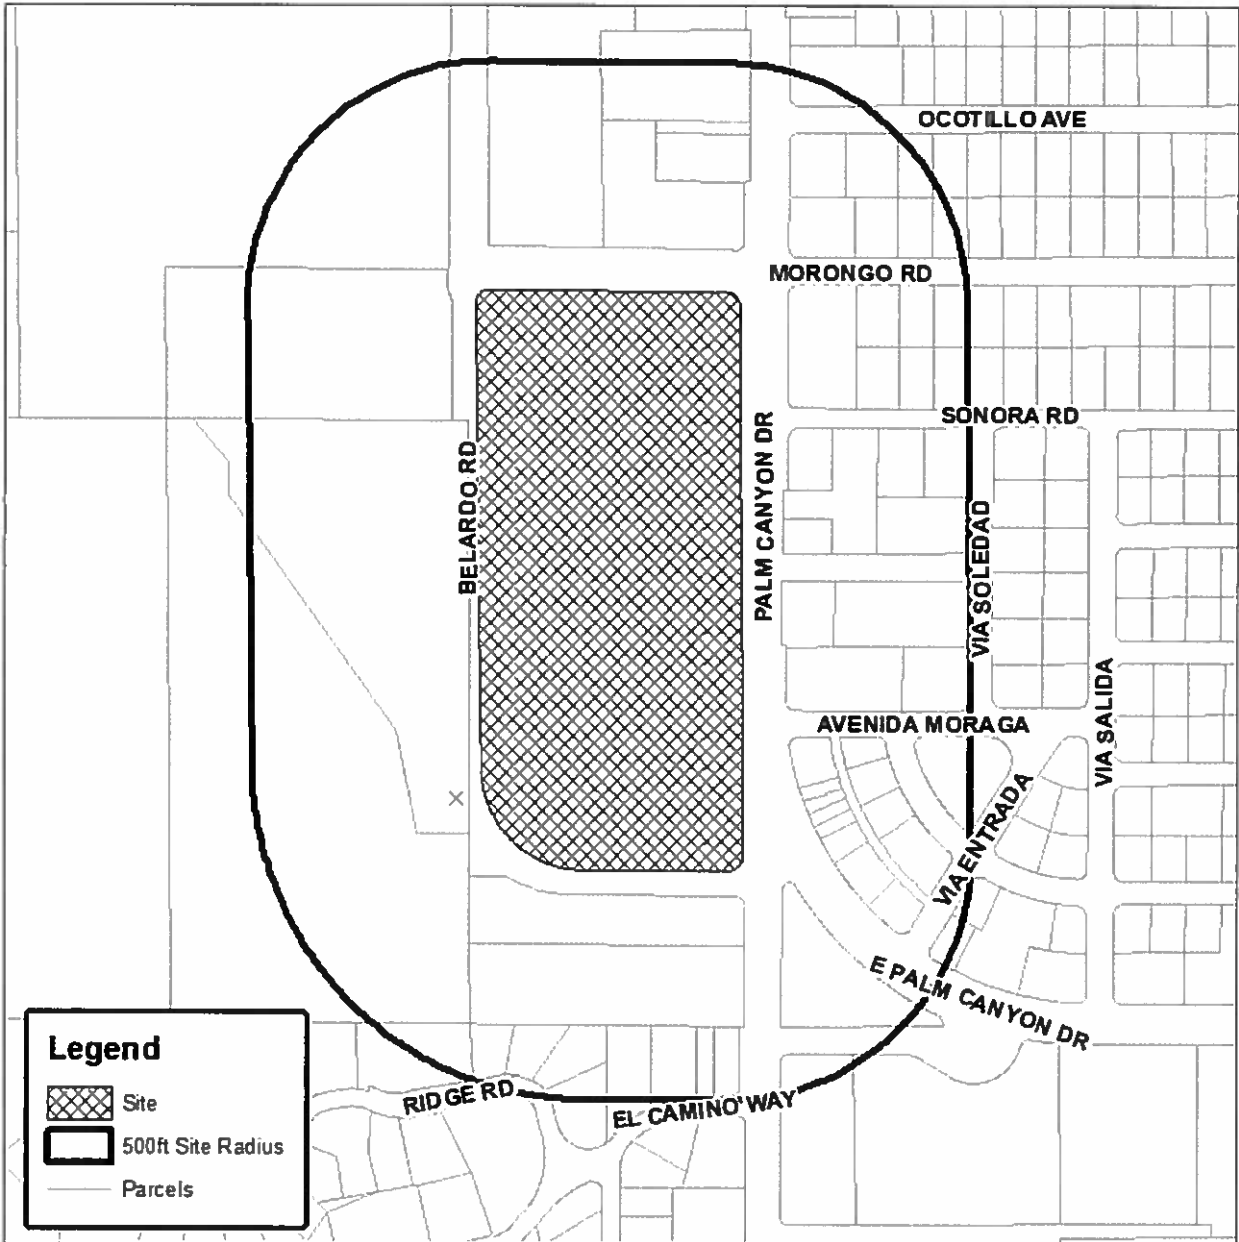 OCOTILLO AVE
MORONGO RD
SONORA RD
BELARDO RD
PALM CANYON DR
VIA SOLEDAD
AVENIDA MORAGA
VIA SALIDA
VIA ENTRADA
E PALM CANYON DR
RIDGE RD
EL CAMINO WAY
Legend
Site
500ft Site Radius
Parcels